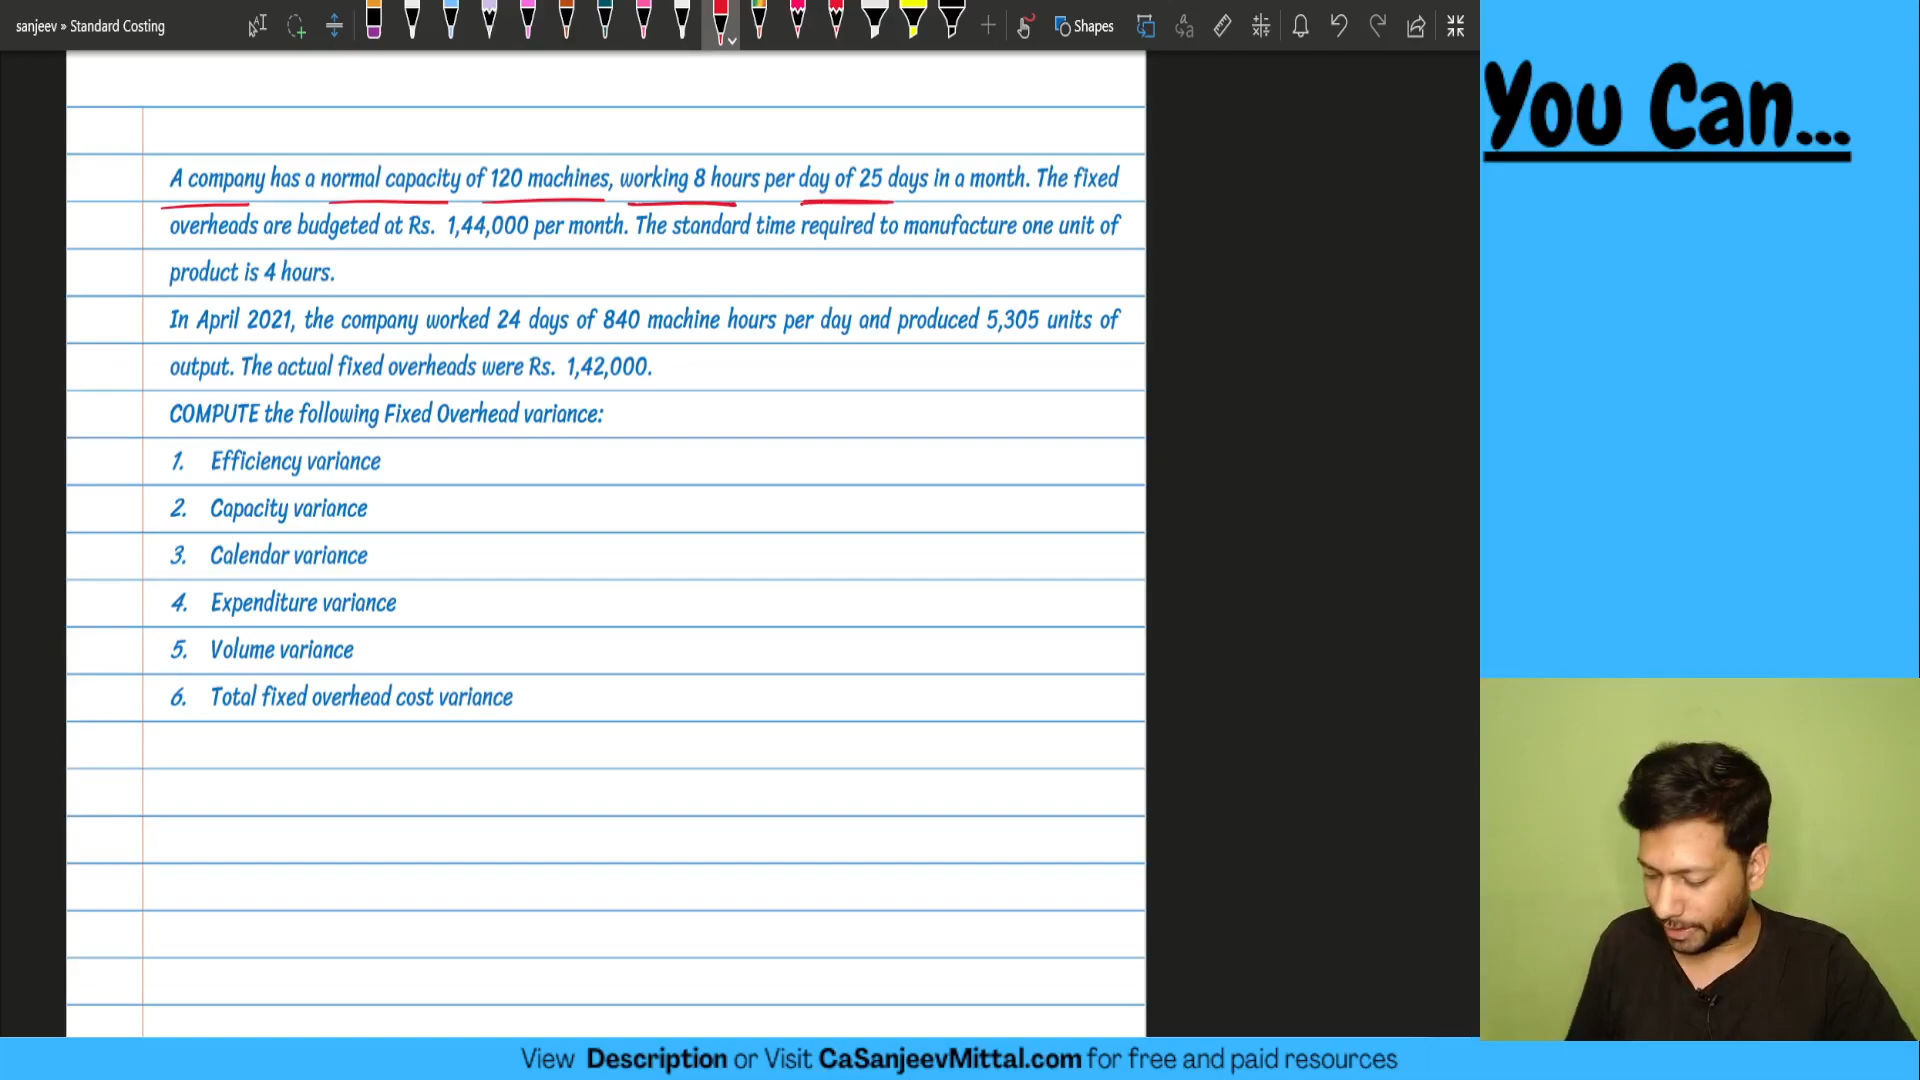 sanjeev » Standard Costing
Shapes
You Can...
A company has a normal capacity of 120 machines, working 8 hours per day of 25 days in a month. The fixed
overheads are budgeted at Rs. 1,44,000 per month. The standard time required to manufacture one unit of
product is 4 hours.
In April 2021, the company worked 24 days of 840 machine hours per day and produced 5,305 units of
output. The actual fixed overheads were Rs. 1,42,000.
COMPUTE the following Fixed Overhead variance:
1. Efficiency variance
2. Capacity variance
3. Calendar variance
4. Expenditure variance
5. Volume variance
6. Total fixed overhead cost variance
View Description or Visit CaSanjeevMittal.com for free and paid resources